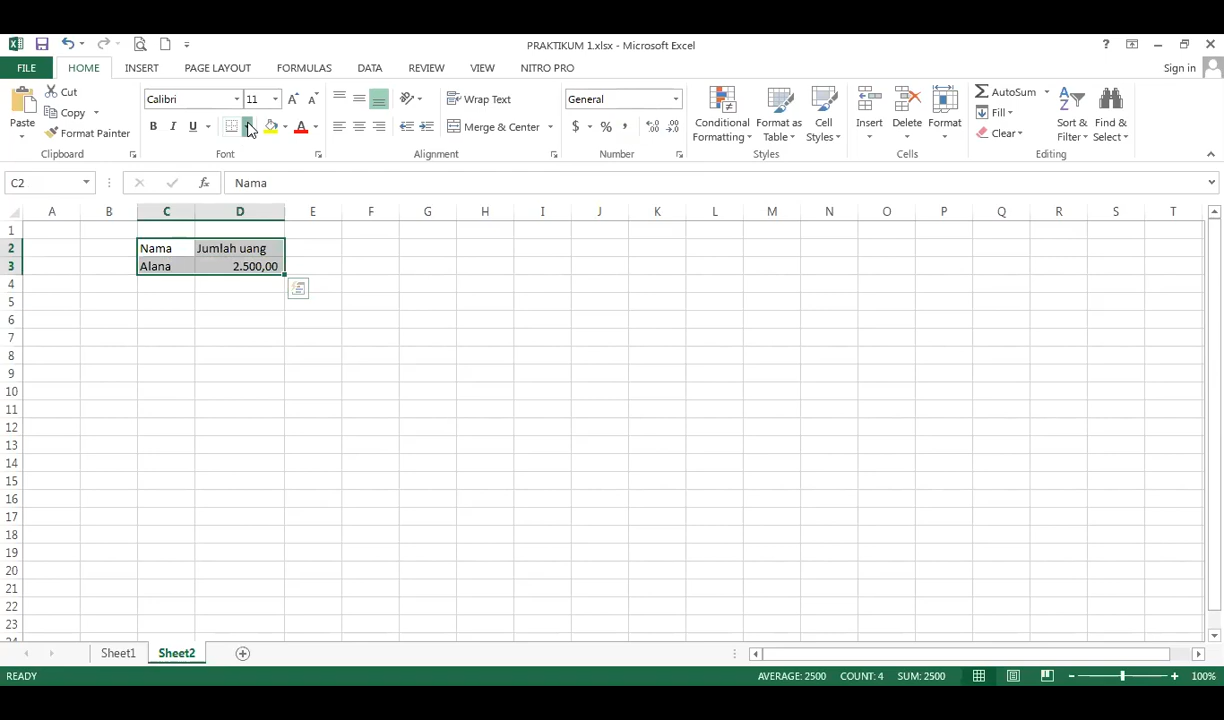 PRAKTIKUM 1.xlsx - Microsoft Excel
?
FILE HOME INSERT PAGE LAYOUT FORMULAS DATA REVIEW VIEW NITRO PRO Sign in
Paste
Cut
Copy
Format Painter
Clipboard
Calibri 11
B I U A
Font
Wrap Text
Merge & Center
Alignment
General
$ % ,
Number
Conditional Formatting
Format as Table
Cell Styles
Styles
Insert
Delete
Format
Cells
AutoSum
Fill
Clear
Sort & Filter
Find & Select
Editing
C2 fx Nama
A B C D E F G H I J K L M N O P Q R S T
1
2 Nama Jumlah uang
3 Alana 2.500,00
4
5
6
7
8
9
10
11
12
13
14
15
16
17
18
19
20
21
22
23
24
Sheet1 Sheet2
READY AVERAGE: 2500 COUNT: 4 SUM: 2500 100%